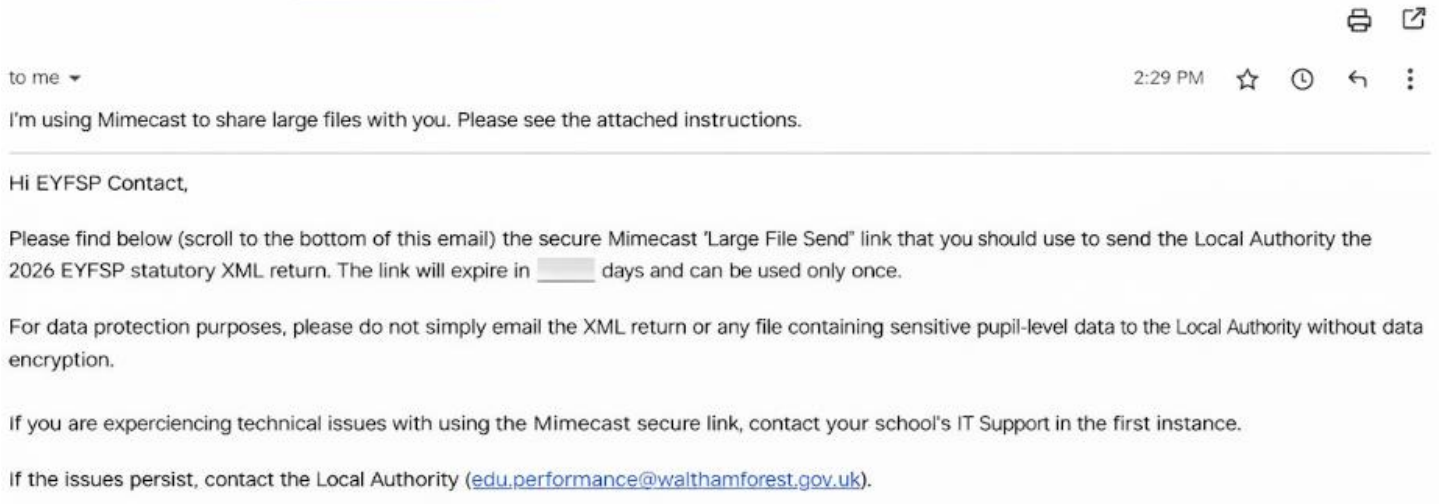 to me
2:29 PM
I'm using Mimecast to share large files with you. Please see the attached instructions.
Hi EYFSP Contact,
Please find below (scroll to the bottom of this email) the secure Mimecast 'Large File Send" link that you should use to send the Local Authority the
2026 EYFSP statutory XML return. The link will expire in days and can be used only once.
For data protection purposes, please do not simply email the XML return or any file containing sensitive pupil-level data to the Local Authority without data
encryption.
If you are experciencing technical issues with using the Mimecast secure link, contact your school's IT Support in the first instance.
If the issues persist, contact the Local Authority (edu.performance@walthamforest.gov.uk).